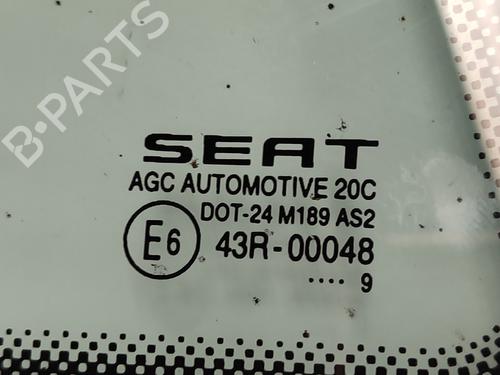 B-PARTS
SEAT
AGC AUTOMOTIVE 20C
DOT-24 M189 AS2
E6 43R-00048
.... 9